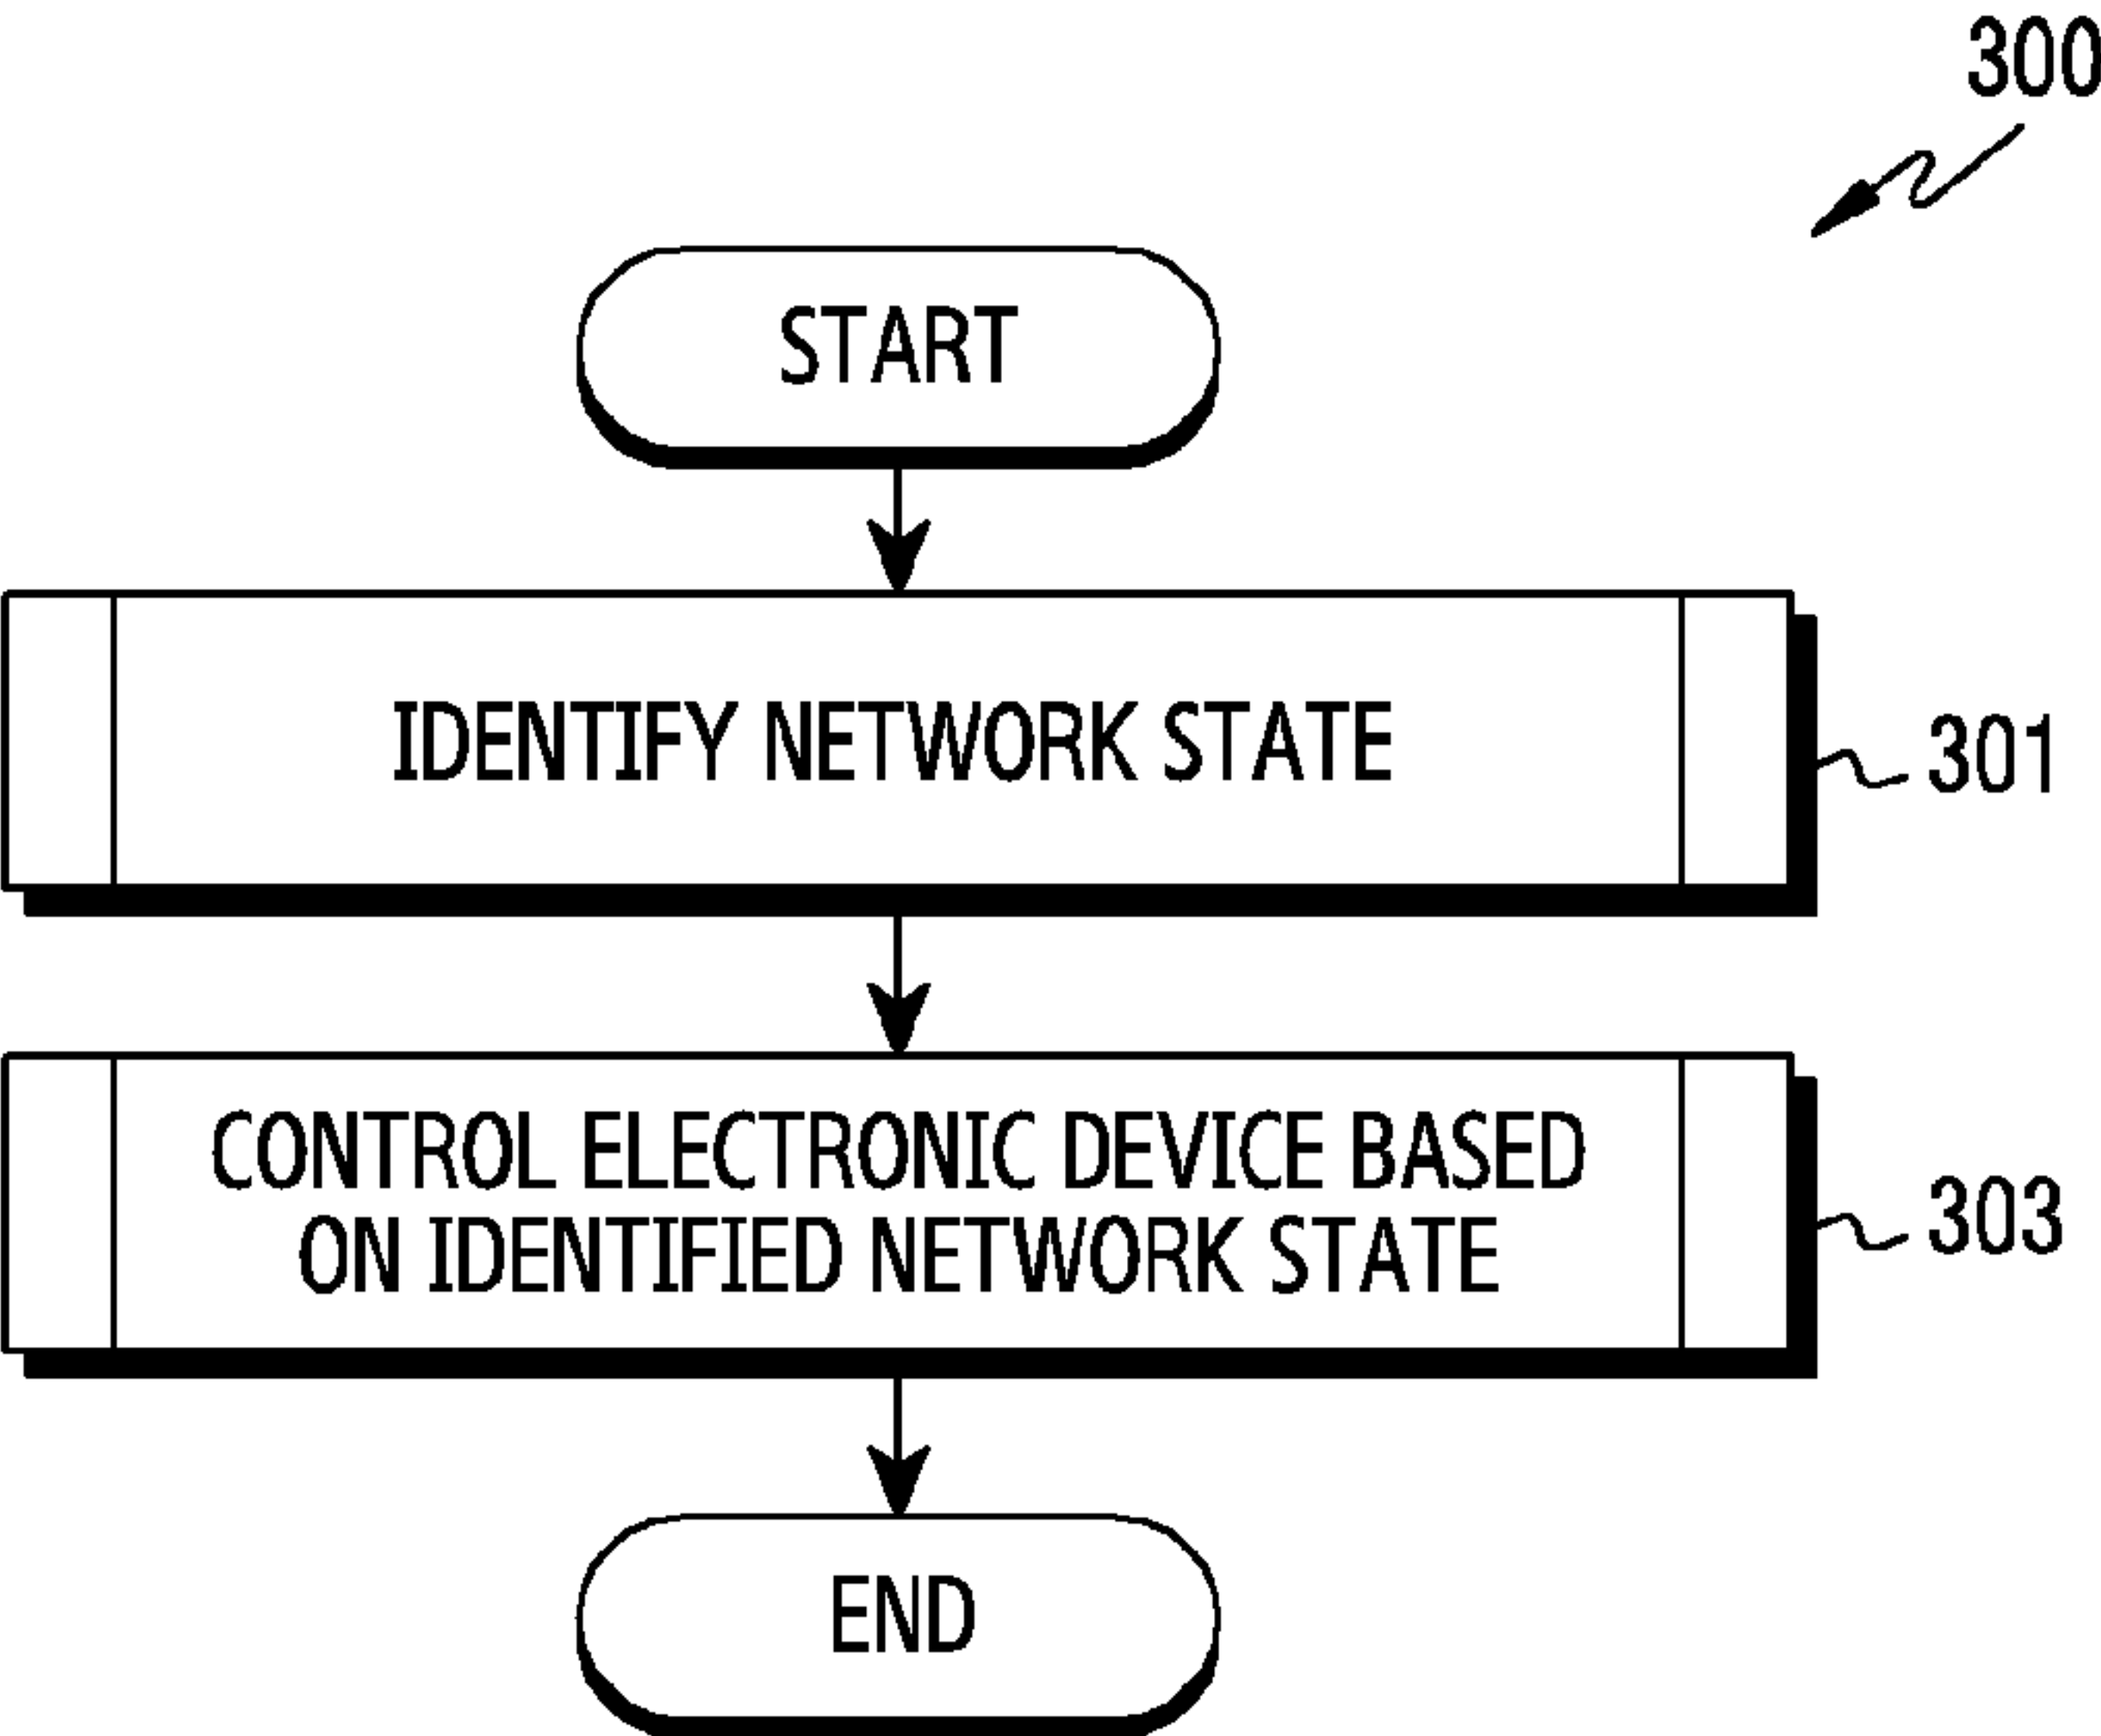 300
START
IDENTIFY NETWORK STATE
301
CONTROL ELECTRONIC DEVICE BASED
ON IDENTIFIED NETWORK STATE
303
END